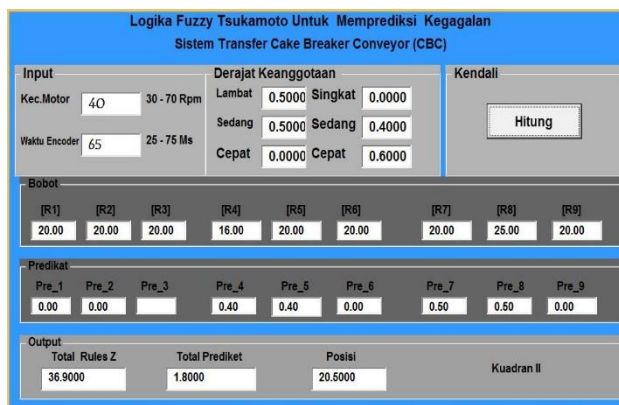 Logika Fuzzy Tsukamoto Untuk Memprediksi Kegagalan
Sistem Transfer Cake Breaker Conveyor (CBC)
Input
Kec.Motor 40 30 - 70 Rpm
Waktu Encoder 65 25 - 75 Ms
Derajat Keanggotaan
Lambat 0.5000 Singkat 0.0000
Sedang 0.5000 Sedang 0.4000
Cepat 0.0000 Cepat 0.6000
Kendali
Hitung
Bobot
[R1] [R2] [R3] [R4] [R5] [R6] [R7] [R8] [R9]
20.00 20.00 20.00 16.00 20.00 20.00 20.00 25.00 20.00
Predikat
Pre_1 Pre_2 Pre_3 Pre_4 Pre_5 Pre_6 Pre_7 Pre_8 Pre_9
0.00 0.00 0.40 0.40 0.00 0.50 0.50 0.00
Output
Total Rules Z Total Prediket Posisi
36.9000 1.8000 20.5000 Kuadran II